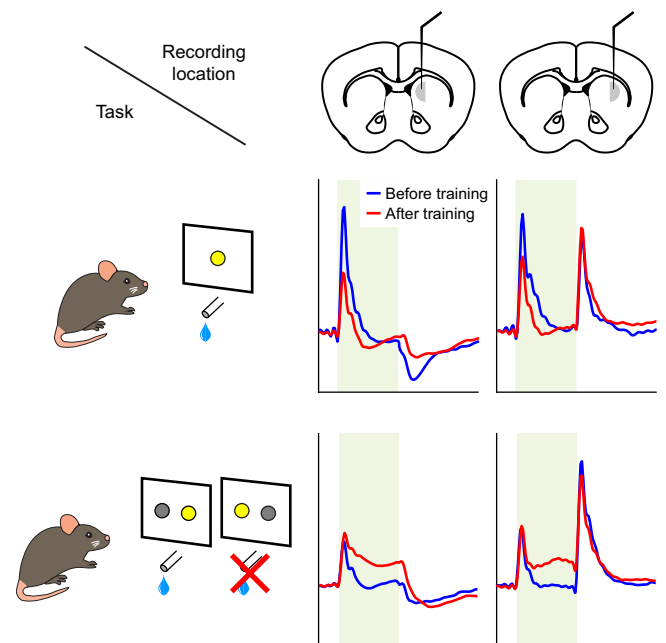 Recording
location
Task
Before training
After training